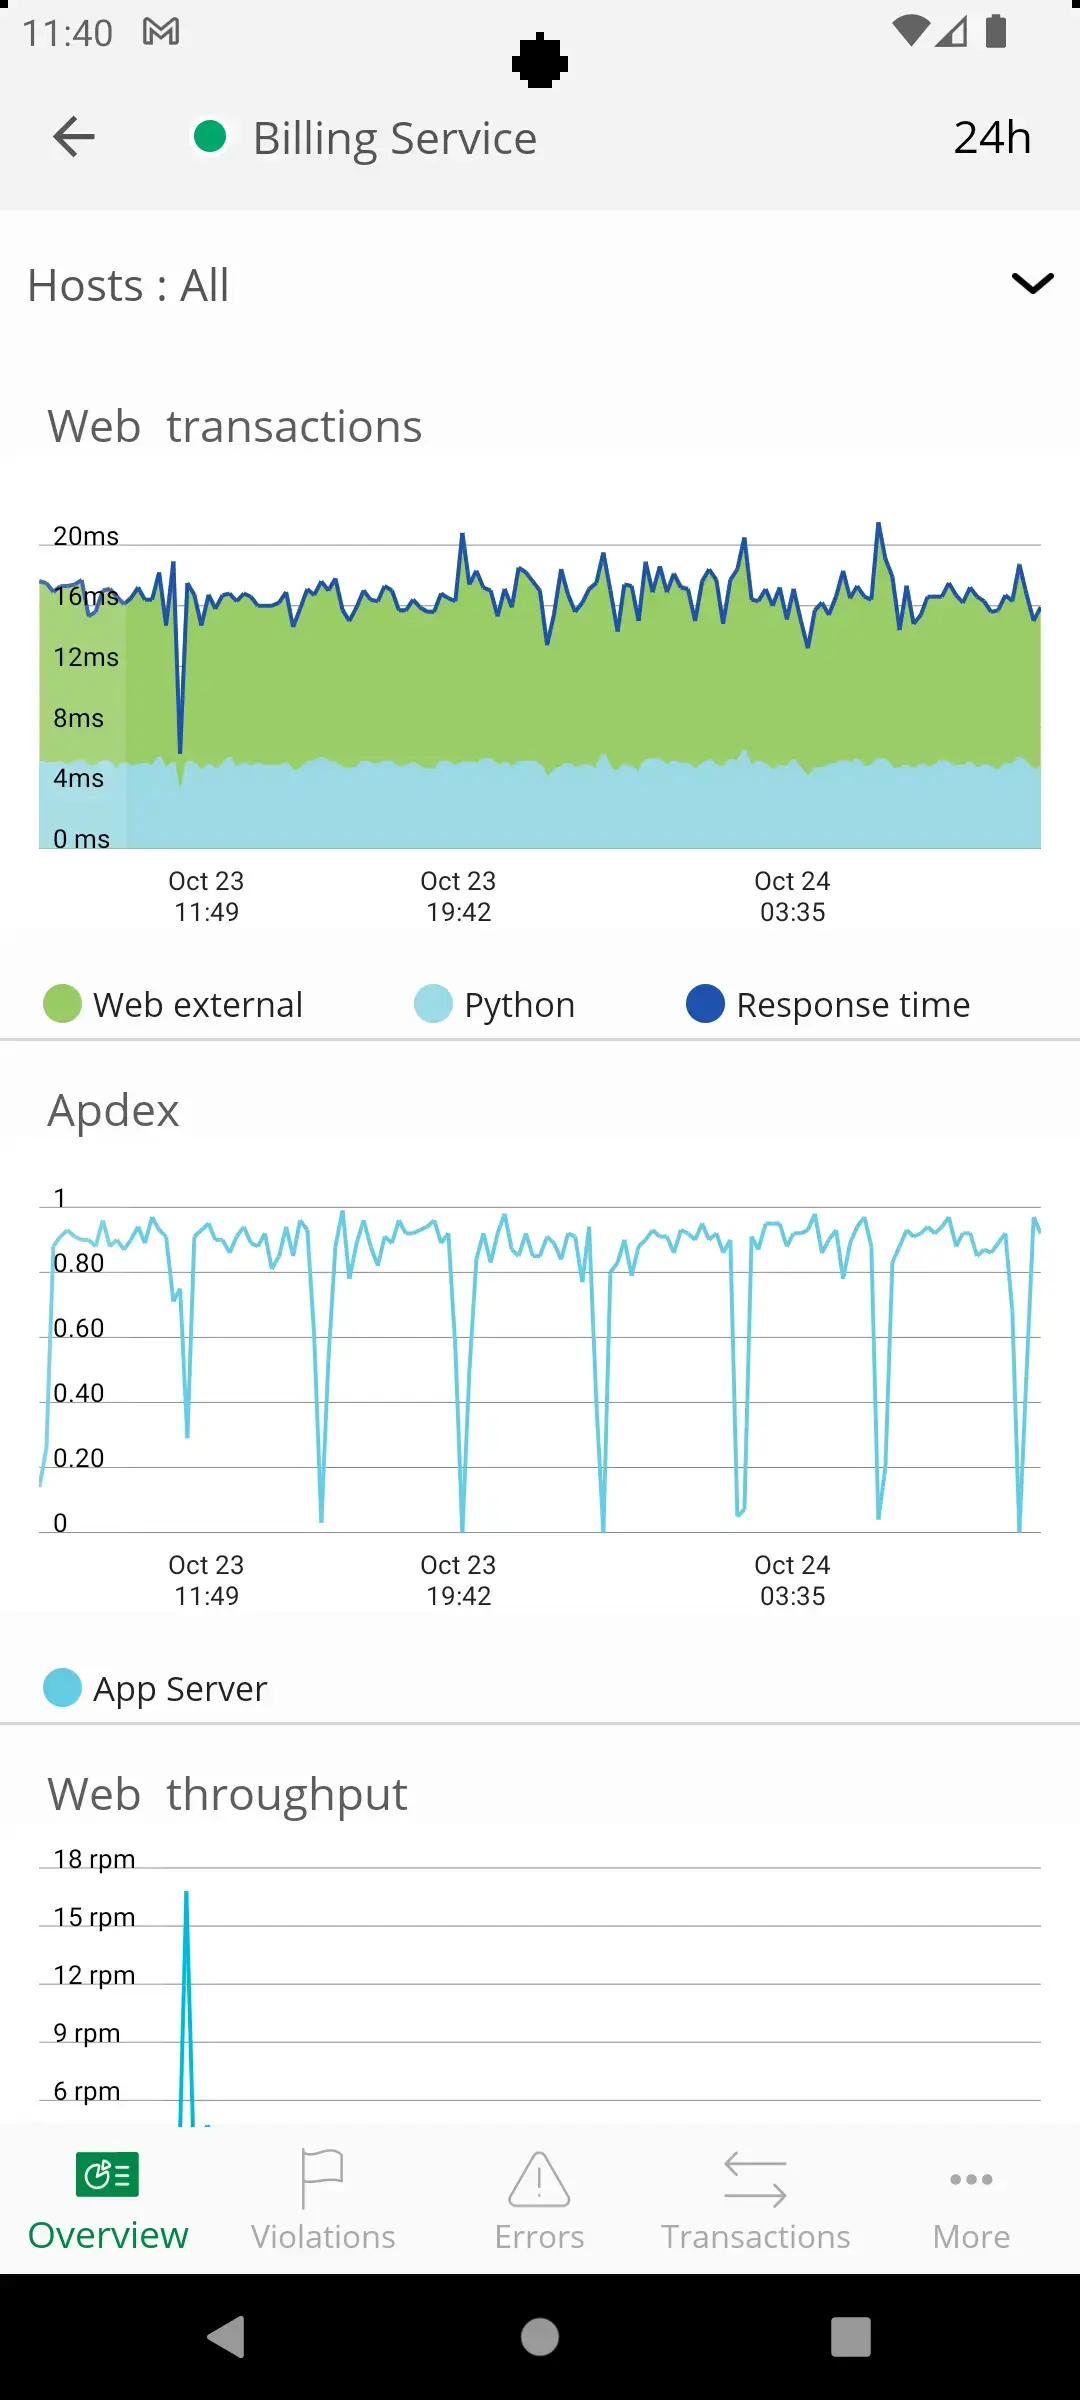 11:40
Billing Service
24h
Hosts : All
Web transactions
20ms
16ms
12ms
8ms
4ms
0 ms
Oct 23 Oct 23 Oct 24
11:49 19:42 03:35
Web external Python Response time
Apdex
1
0.80
0.60
0.40
0.20
0
Oct 23 Oct 23 Oct 24
11:49 19:42 03:35
App Server
Web throughput
18 rpm
15 rpm
12 rpm
9 rpm
6 rpm
Overview Violations Errors Transactions More